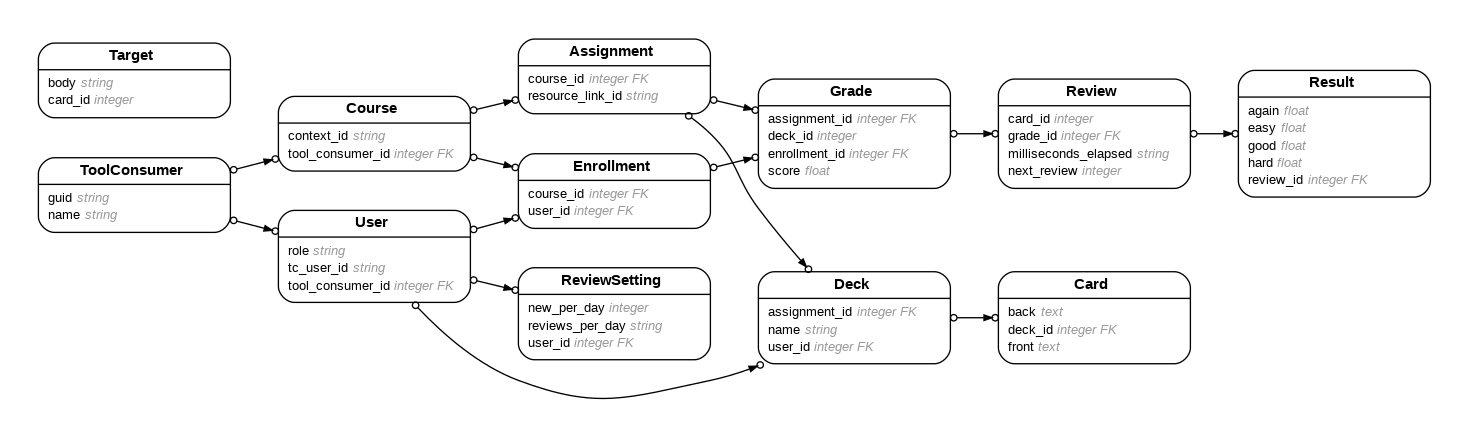 Target
body string
card_id integer
ToolConsumer
guid string
name string
Course
context_id string
tool_consumer_id integer FK
User
role string
tc_user_id string
tool_consumer_id integer FK
Assignment
course_id integer FK
resource_link_id string
Enrollment
course_id integer FK
user_id integer FK
ReviewSetting
new_per_day integer
reviews_per_day string
user_id integer FK
Grade
assignment_id integer FK
deck_id integer
enrollment_id integer FK
score float
Deck
assignment_id integer FK
name string
user_id integer FK
Review
card_id integer
grade_id integer FK
milliseconds_elapsed string
next_review integer
Card
back text
deck_id integer FK
front text
Result
again float
easy float
good float
hard float
review_id integer FK